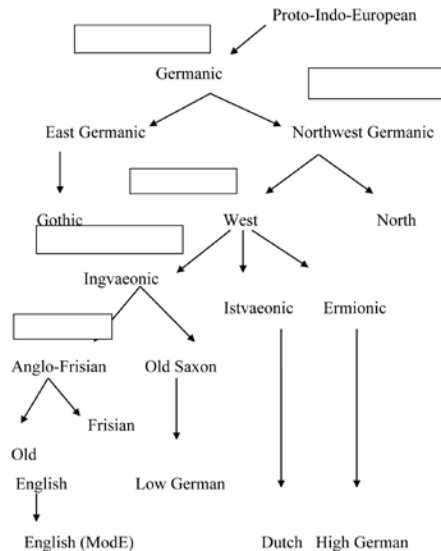 Proto-Indo-European
Germanic
East Germanic
Northwest Germanic
Gothic
West
North
Ingvaeonic
Istvaeonic
Ermionic
Anglo-Frisian
Old Saxon
Frisian
Old
English
Low German
English (ModE)
Dutch
High German